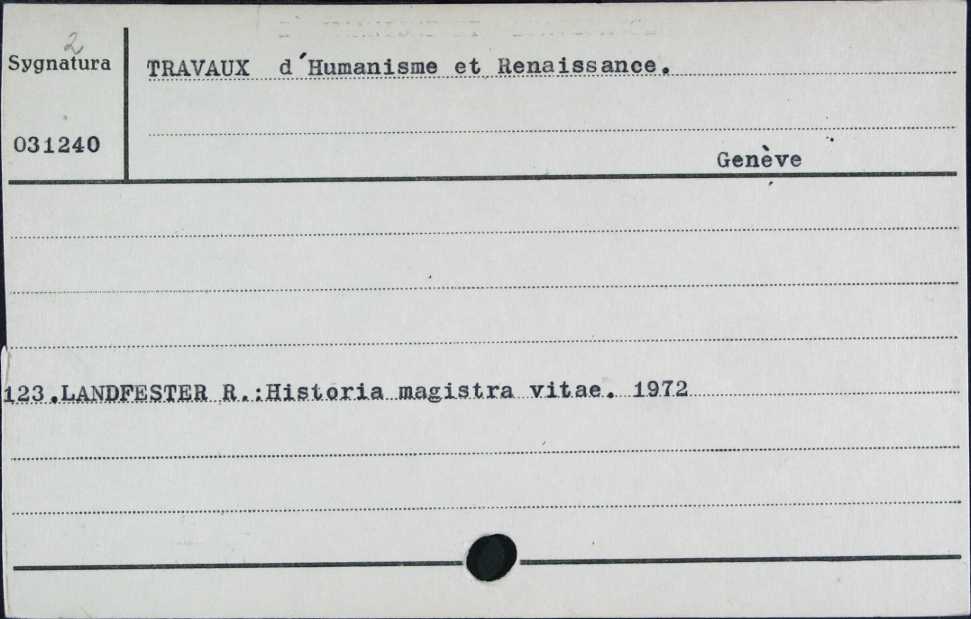 2
Sygnatura
TRAVAUX d'Humanisme et Renaissance.
031240
Genève
123.LANDFESTER R.:Historia magistra vitae. 1972